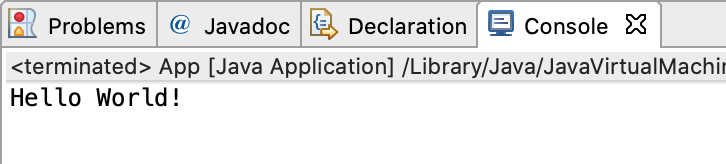 Problems @ Javadoc Declaration Console
<terminated> App [Java Application] /Library/Java/JavaVirtualMachin
Hello World!